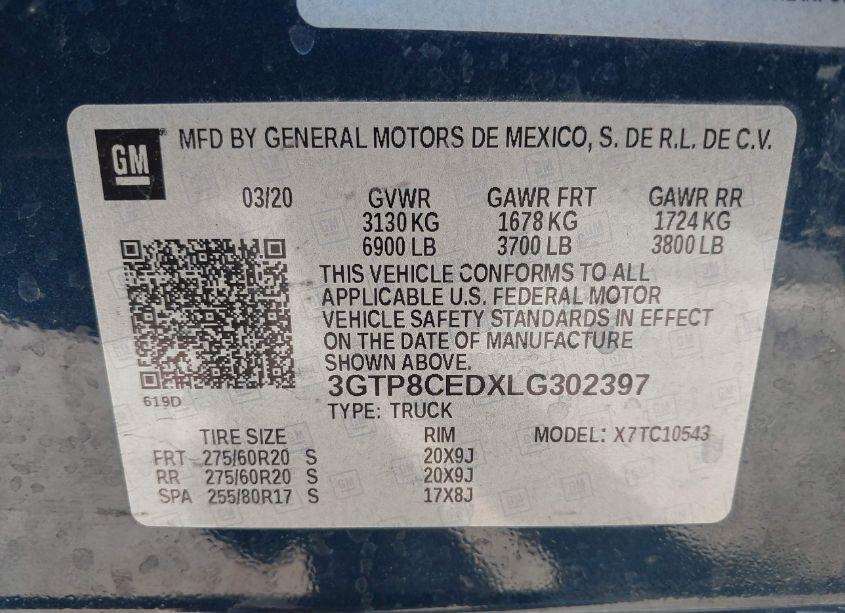 GM
MFD BY GENERAL MOTORS DE MEXICO, S. DE R.L. DE C.V.
03/20 GVWR GAWR FRT GAWR RR
3130 KG 1678 KG 1724 KG
6900 LB 3700 LB 3800 LB
THIS VEHICLE CONFORMS TO ALL
APPLICABLE U.S. FEDERAL MOTOR
VEHICLE SAFETY STANDARDS IN EFFECT
ON THE DATE OF MANUFACTURE
SHOWN ABOVE.
3GTP8CEDXLG302397
619D
TYPE: TRUCK
TIRE SIZE RIM MODEL: X7TC10543
FRT 275/60R20 S 20X9J
RR 275/60R20 S 20X9J
SPA 255/80R17 S 17X8J